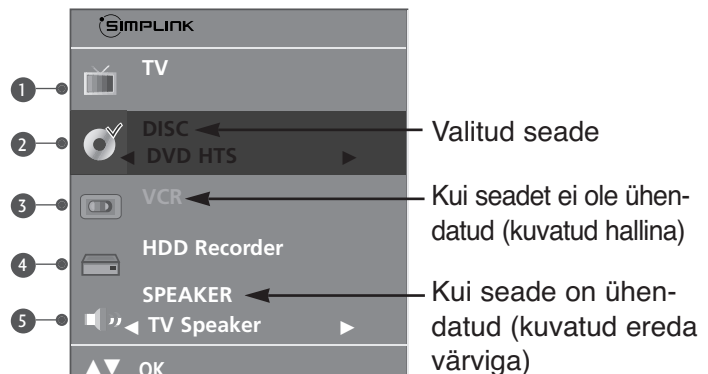 SIMPLINK
1
TV
2
DISC
◄ DVD HTS ►
Valitud seade
3
VCR
Kui seadet ei ole ühen-
datud (kuvatud hallina)
4
HDD Recorder
5
SPEAKER
◄ TV Speaker ►
Kui seade on ühen-
datud (kuvatud ereda
värviga)
▲▼ OK